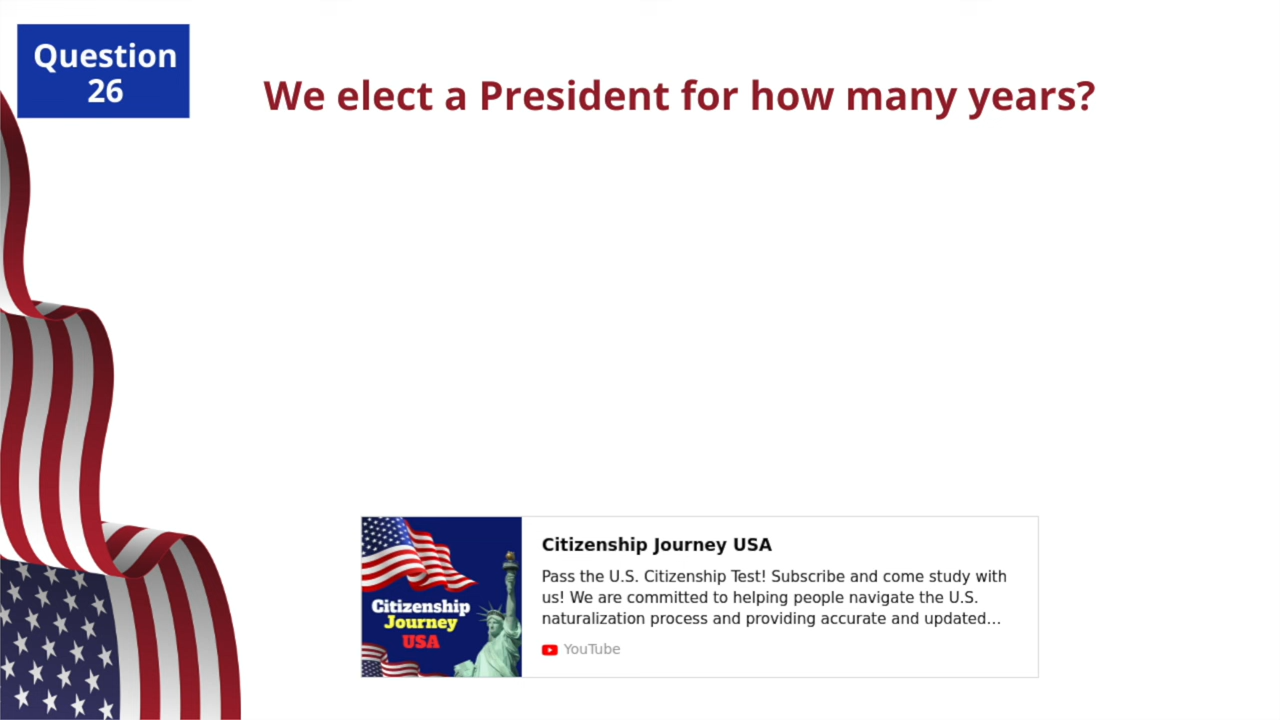 Question
26
We elect a President for how many years?
Citizenship
Journey
USA
Citizenship Journey USA
Pass the U.S. Citizenship Test! Subscribe and come study with
us! We are committed to helping people navigate the U.S.
naturalization process and providing accurate and updated...
YouTube